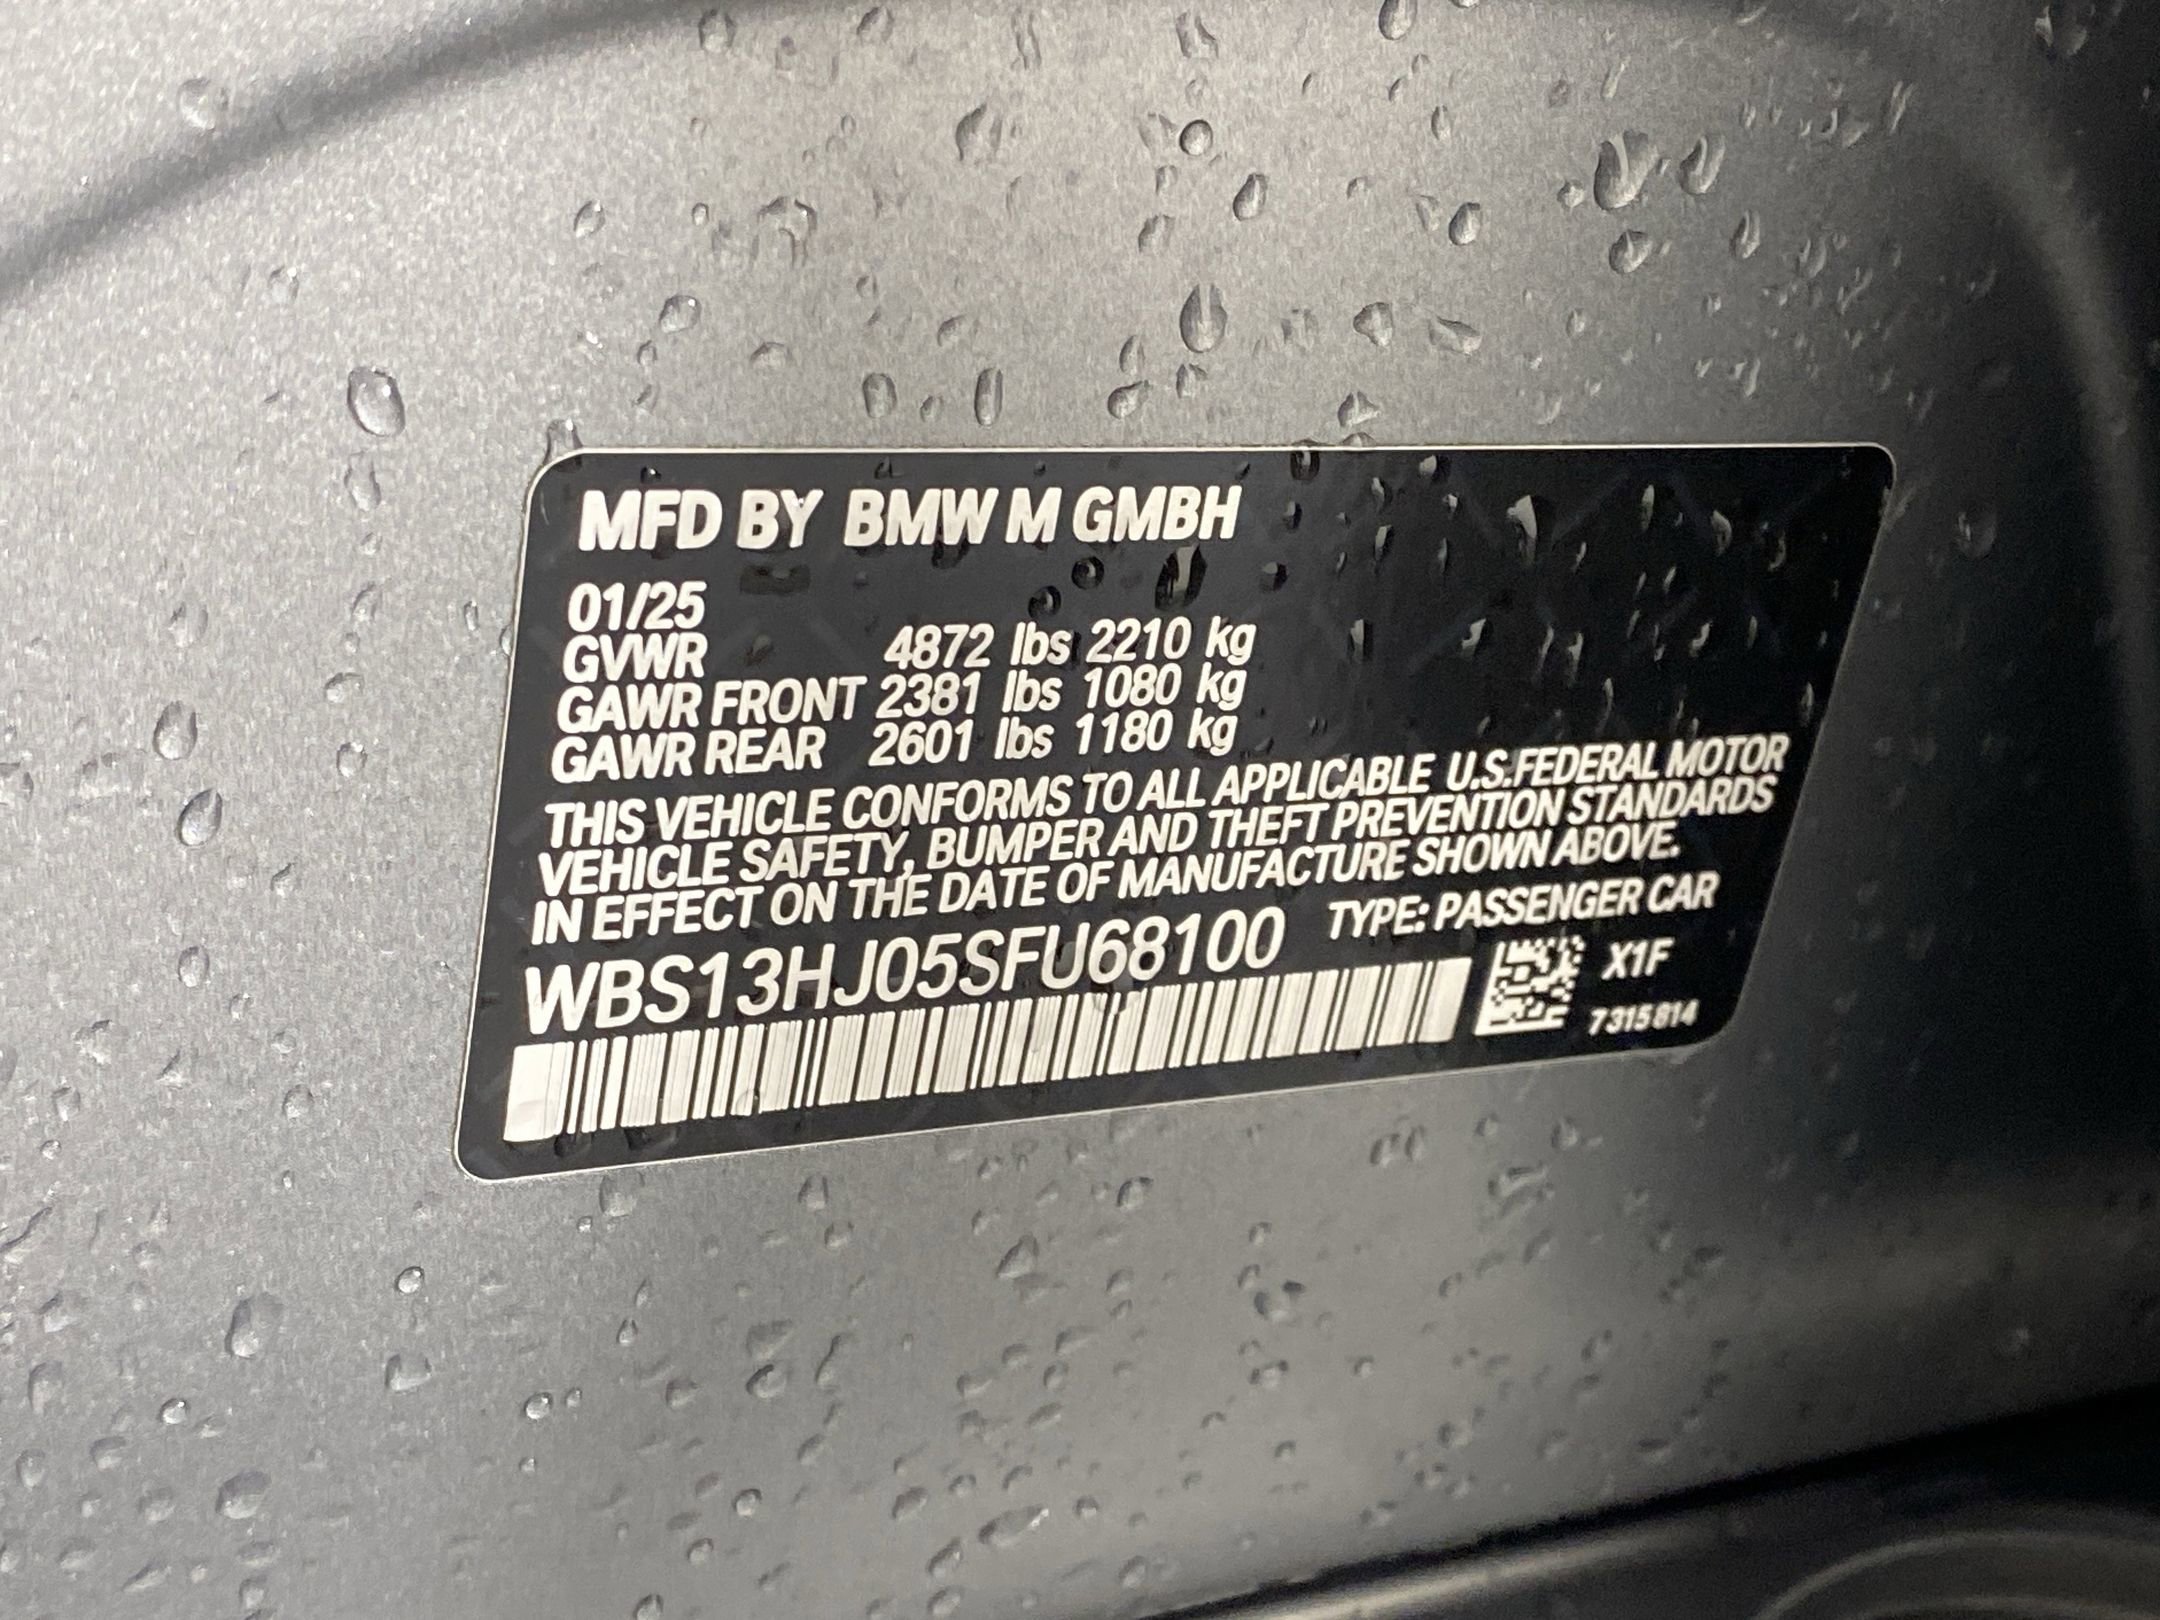 MFD BY BMW M GMBH
01/25
GVWR 4872 lbs 2210 kg
GAWR FRONT 2381 lbs 1080 kg
GAWR REAR 2601 lbs 1180 kg
THIS VEHICLE CONFORMS TO ALL APPLICABLE U.S.FEDERAL MOTOR
VEHICLE SAFETY, BUMPER AND THEFT PREVENTION STANDARDS
IN EFFECT ON THE DATE OF MANUFACTURE SHOWN ABOVE.
WBS13HJ05SFU68100 TYPE: PASSENGER CAR
X1F
7315814